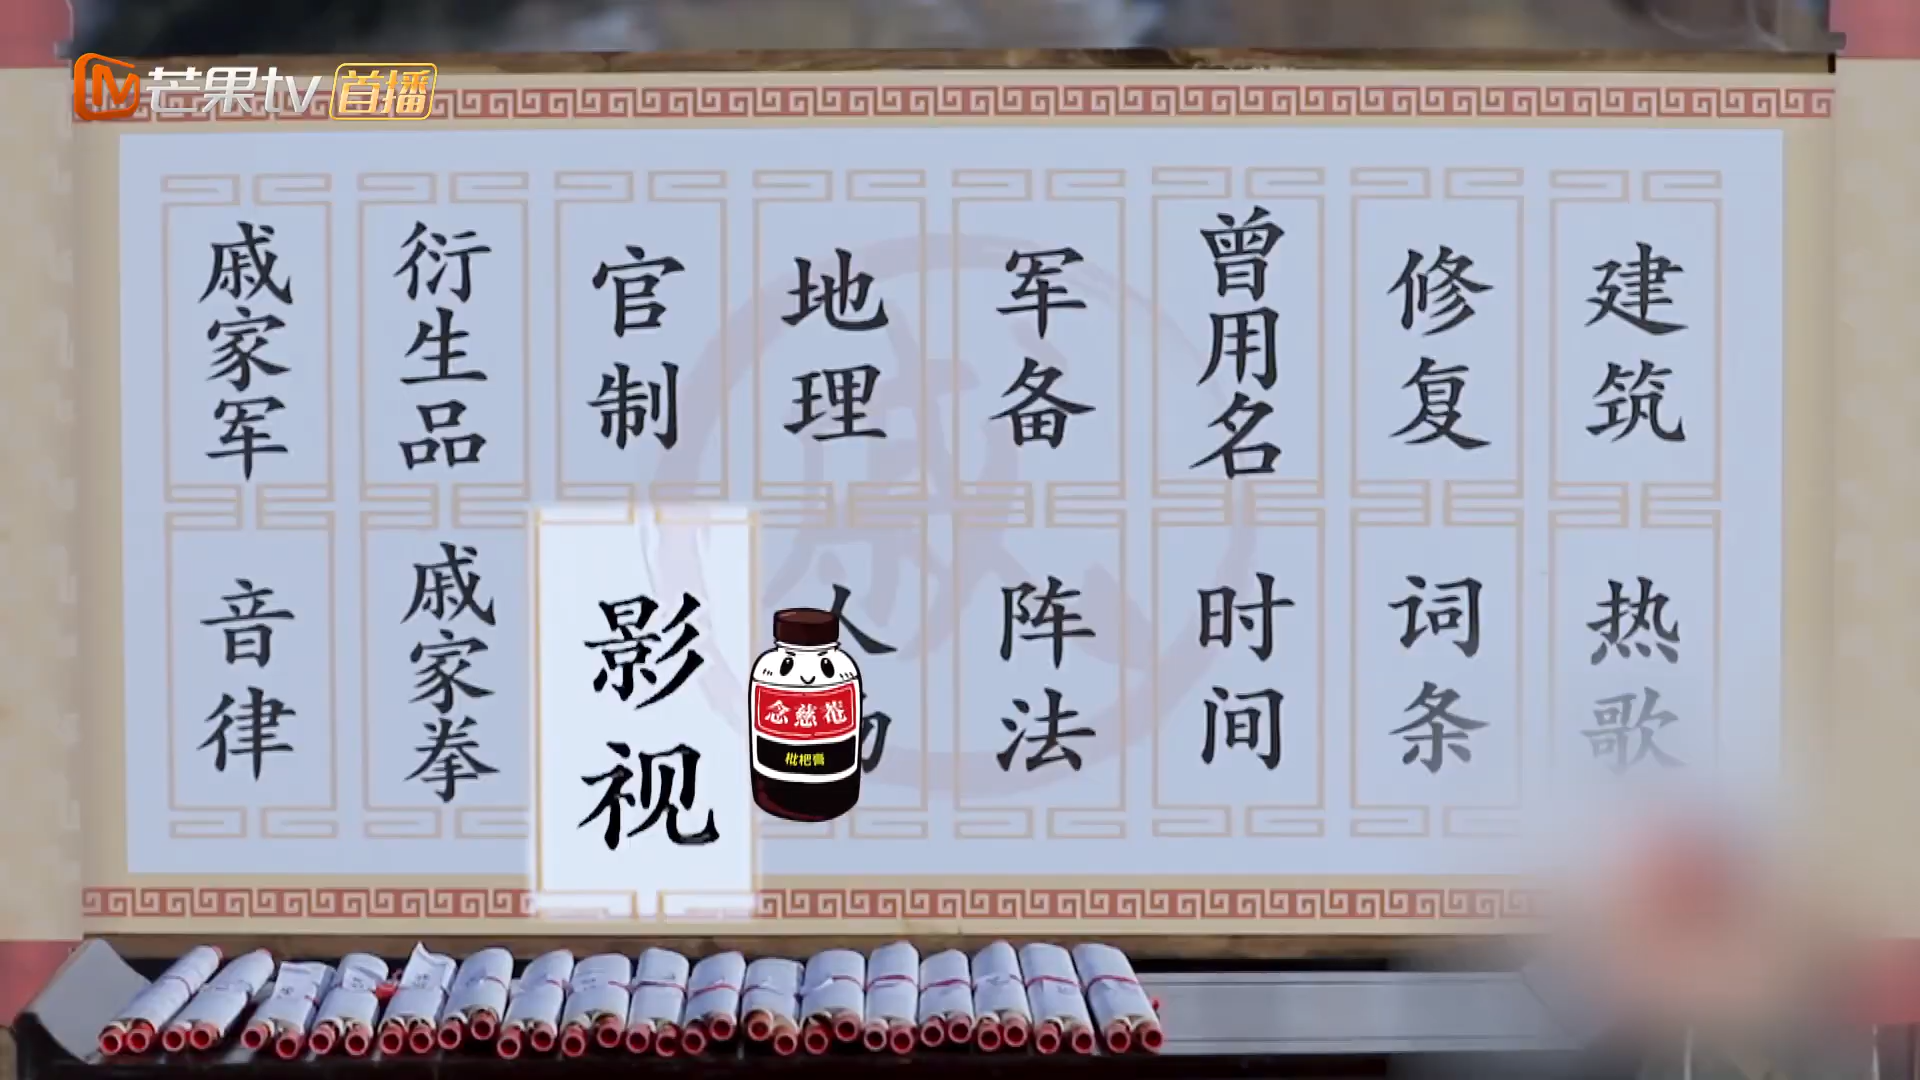 芒果tv 首播
戚家军
衍生品
官制
地理
军备
曾用名
修复
建筑
音律
戚家拳
影视
人
阵法
时间
词条
热歌
念慈菴
枇杷膏